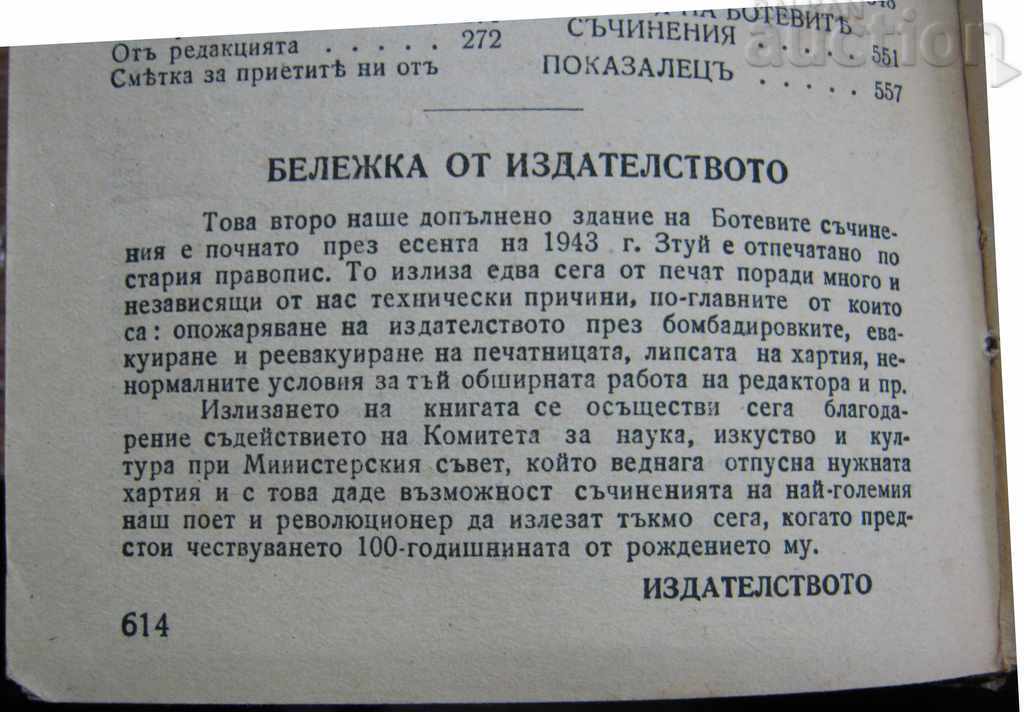 Отъ редакцията . . . . . 272
Смѣтка за приетитѣ ни отъ
НА БОТЕВИТѢ
СЪЧИНЕНИЯ . . . . . 551
ПОКАЗАЛЕЦЪ . . . . . 557
auction
БЕЛЕЖКА ОТ ИЗДАТЕЛСТВОТО
Това второ наше допълнено здание на Ботевите съчине-
ния е почнато през есента на 1943 г. Зтуй е отпечатано по
стария правопис. То излиза едва сега от печат поради много и
независящи от нас технически причини, по-главните от които
са: опожаряване на издателството през бомбадировките, ева-
куиране и реевакуиране на печатницата, липсата на хартия, не-
нормалните условия за тъй обширната работа на редактора и пр.
Излизането на книгата се осъществи сега благода-
рение съдействието на Комитета за наука, изкуство и кул-
тура при Министерския съвет, който веднага отпусна нужната
хартия и с това даде възможност съчиненията на най-големия
наш поет и революционер да излезат тъкмо сега, когато пред-
стои чествуването 100-годишнината от рождението му.
ИЗДАТЕЛСТВОТО
614